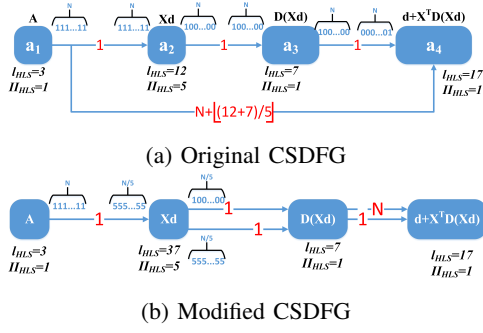 A
N
111...11
1
N
111...11
Xd
N
100...00
1
N
100...00
D(Xd)
N
100...00
1
N
000...01
d+XᵀD(Xd)
a₁
a₂
a₃
a₄
l_HLS=3
II_HLS=1
l_HLS=12
II_HLS=5
l_HLS=7
II_HLS=1
l_HLS=17
II_HLS=1
N+⌊(12+7)/5⌋
(a) Original CSDFG
N
111...11
N/5
555...55
N/5
100...00
A
1
Xd
1
1
D(Xd)
N
1
d+XᵀD(Xd)
N/5
555...55
l_HLS=3
II_HLS=1
l_HLS=37
II_HLS=5
l_HLS=7
II_HLS=1
l_HLS=17
II_HLS=1
(b) Modified CSDFG